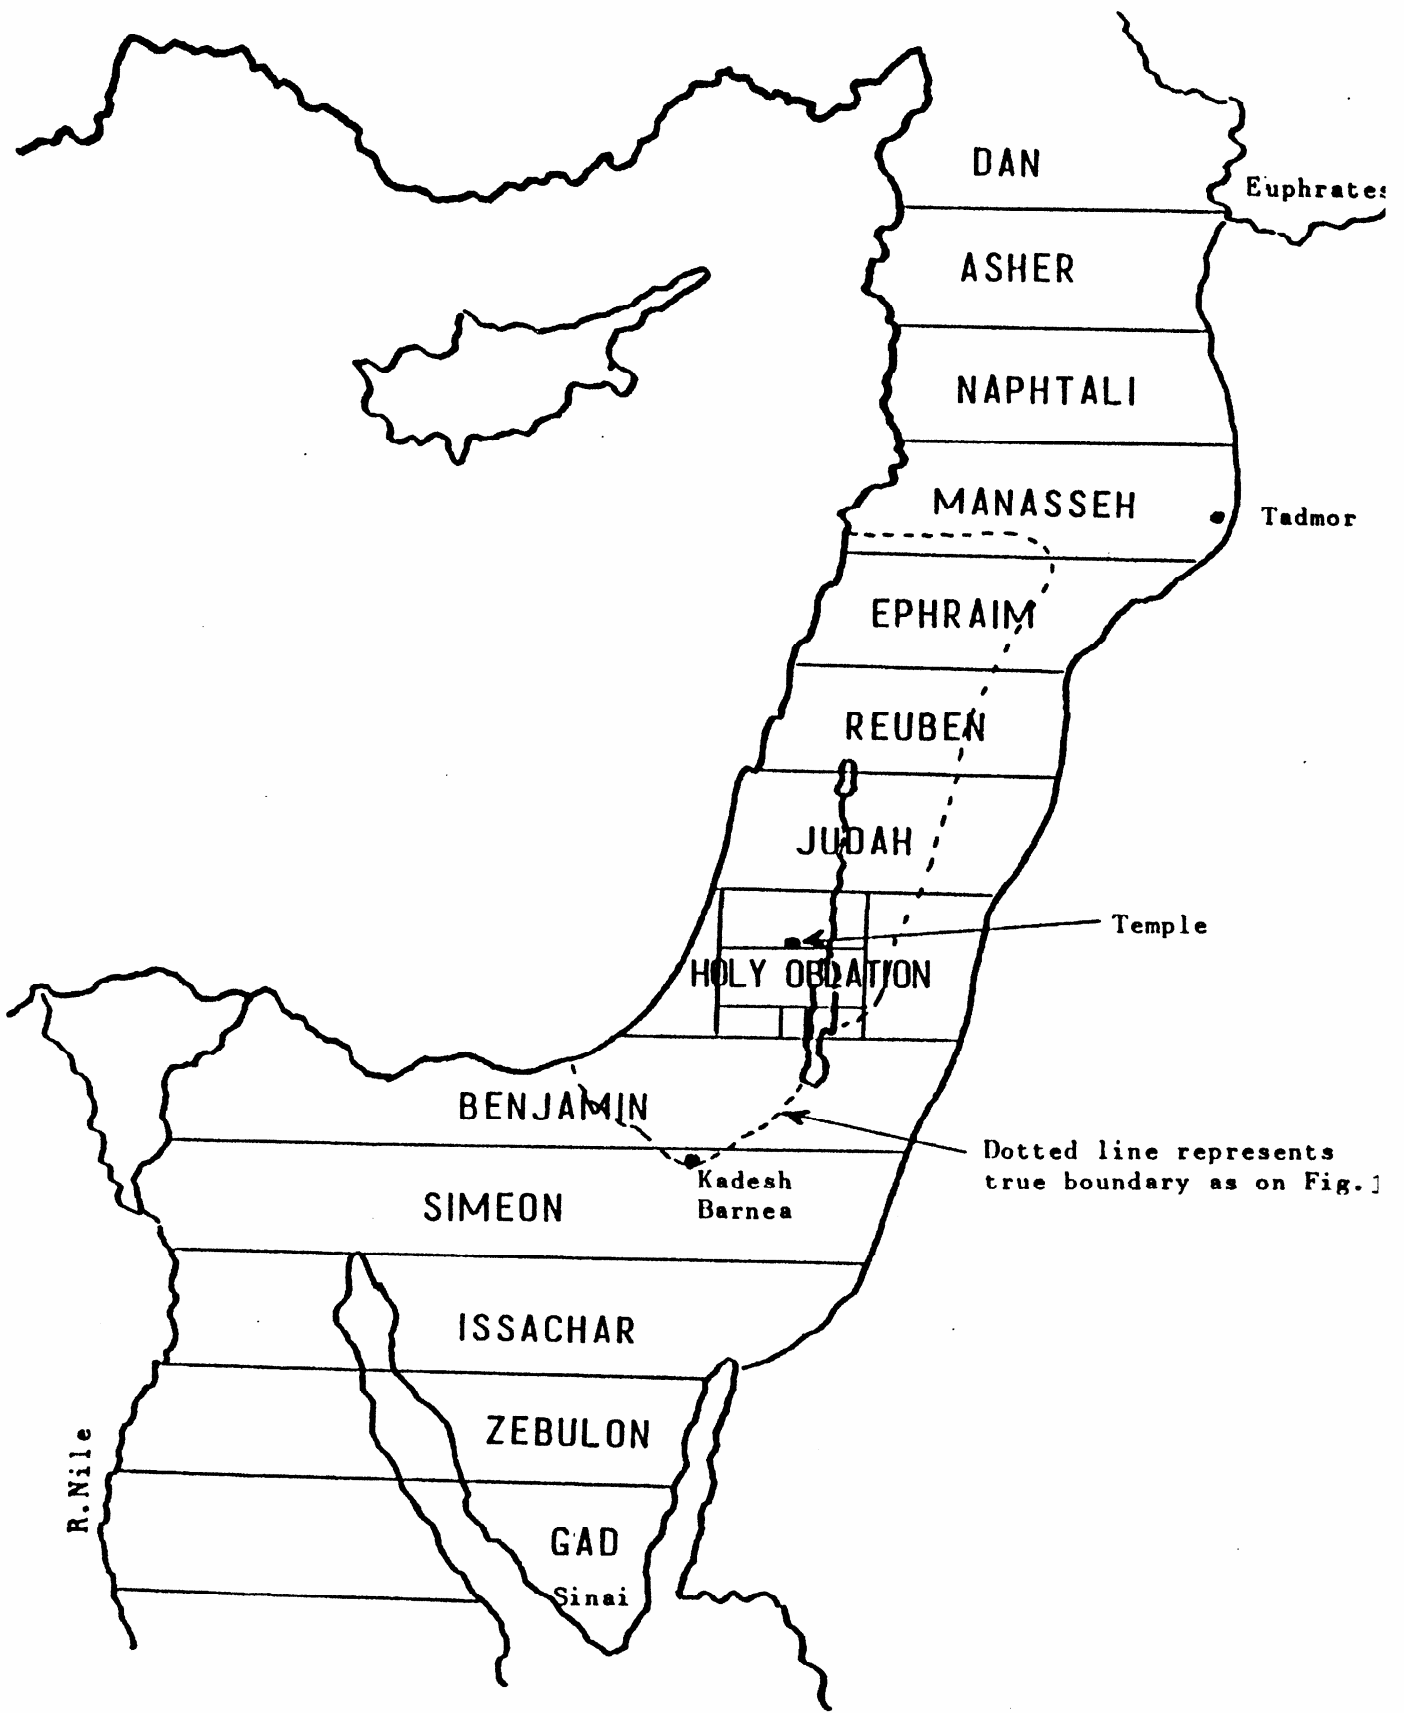 DAN
Euphrates
ASHER
NAPHTALI
MANASSEH
Tadmor
EPHRAIM
REUBEN
JUDAH
Temple
HOLY OBLATION
BENJAMIN
Dotted line represents
true boundary as on Fig.1
Kadesh
Barnea
SIMEON
ISSACHAR
ZEBULON
R.Nile
GAD
Sinai